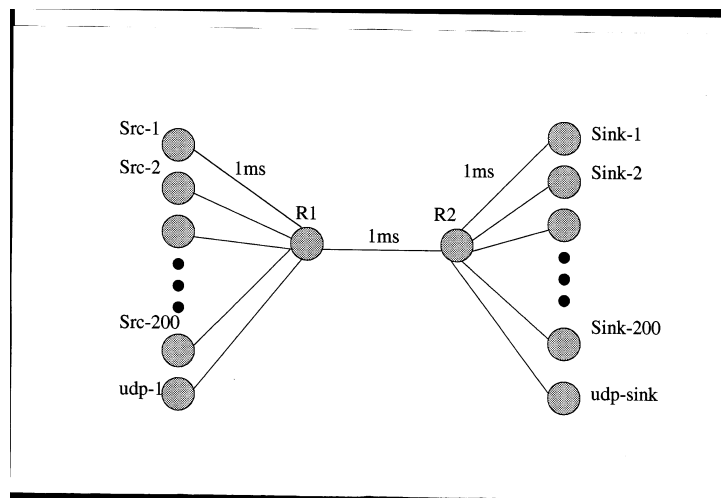 Src-1
Sink-1
1ms
1ms
Src-2
Sink-2
R1
R2
1ms
Src-200
Sink-200
udp-1
udp-sink